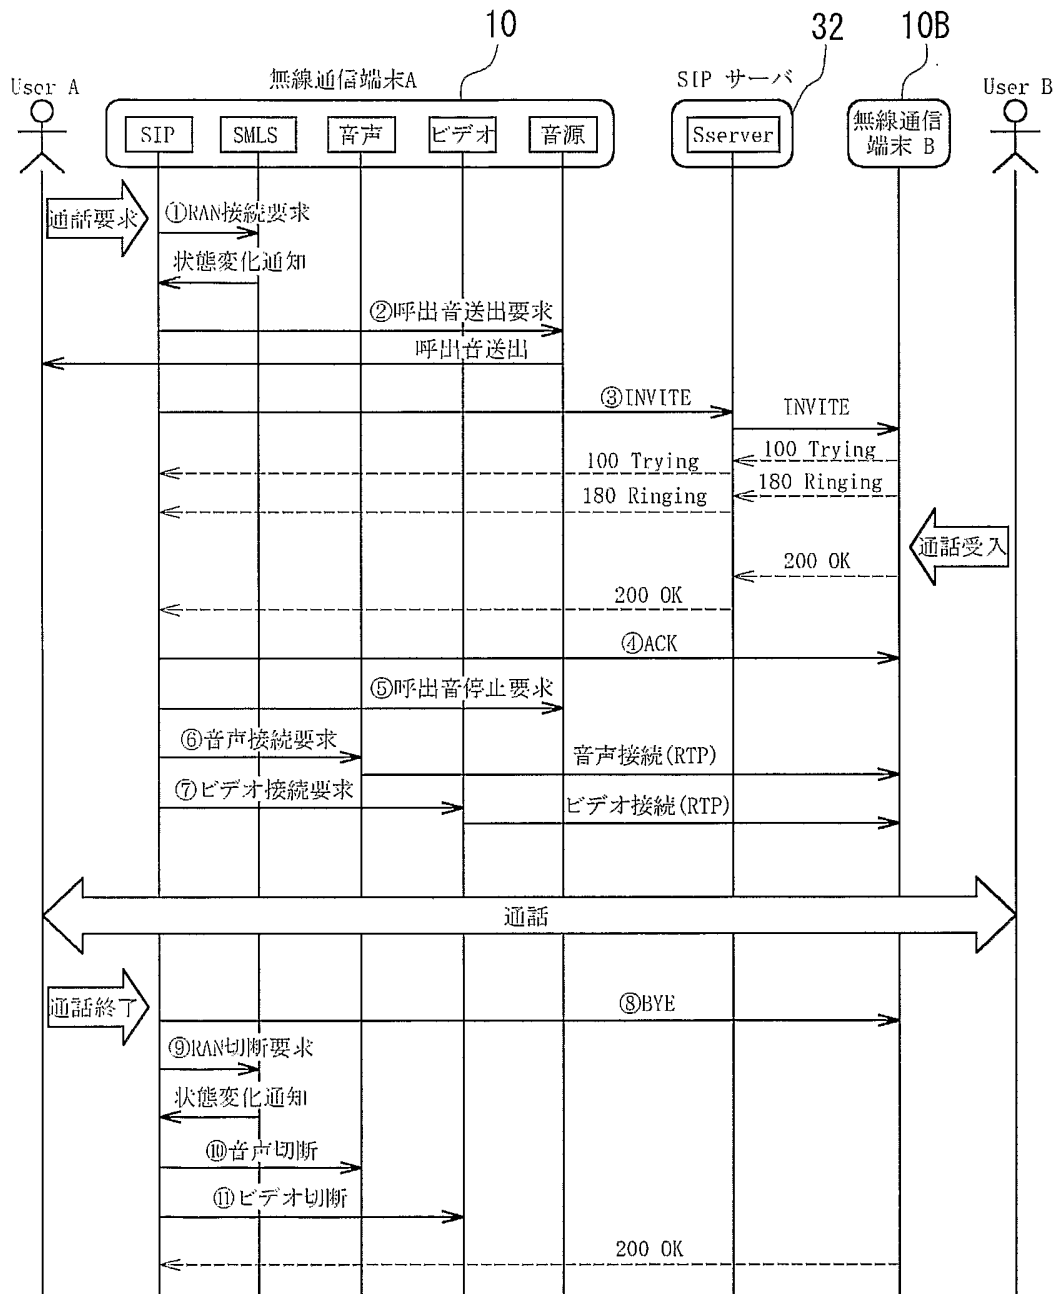 10
32
10B
User A
無線通信端末A
SIP サーバ
User B
SIP
SMLS
音声
ビデオ
音源
Sserver
無線通信
端末 B
通話要求
①RAN接続要求
状態変化通知
②呼出音送出要求
呼出音送出
③INVITE
INVITE
100 Trying
100 Trying
180 Ringing
180 Ringing
通話受入
200 OK
200 OK
④ACK
⑤呼出音停止要求
⑥音声接続要求
音声接続(RTP)
⑦ビデオ接続要求
ビデオ接続(RTP)
通話
通話終了
⑧BYE
⑨RAN切断要求
状態変化通知
⑩音声切断
⑪ビデオ切断
200 OK